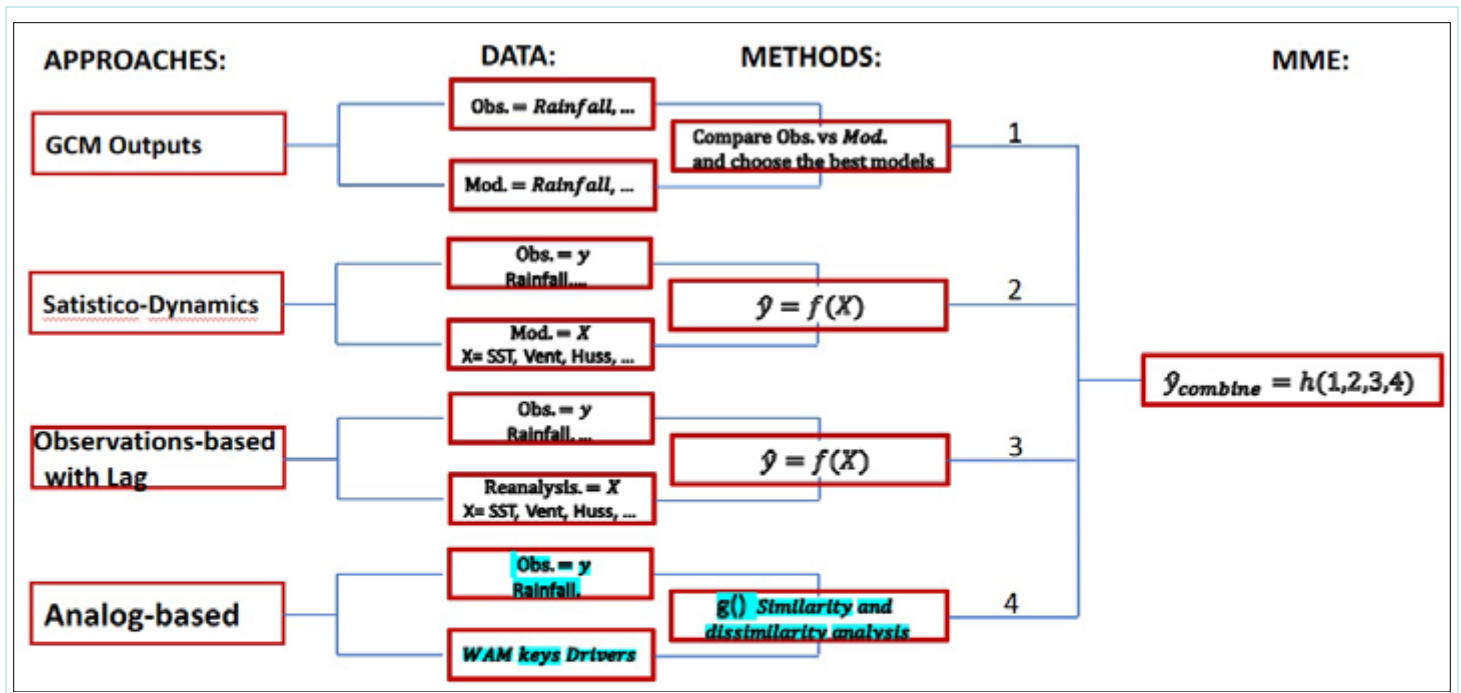 APPROACHES:
DATA:
METHODS:
MME:
GCM Outputs
Obs. = Rainfall, ...
Mod. = Rainfall, ...
Compare Obs. vs Mod.
and choose the best models
1
Satistico-Dynamics
Obs. = y
Rainfall,...
Mod. = X
X= SST, Vent, Huss, ...
ŷ = f(X)
2
Observations-based
with Lag
Obs. = y
Rainfall, ...
Reanalysis. = X
X= SST, Vent, Huss, ...
ŷ = f(X)
3
Analog-based
Obs. = y
Rainfall.
WAM keys Drivers
g() Similarity and
dissimilarity analysis
4
ŷcombine = h(1,2,3,4)